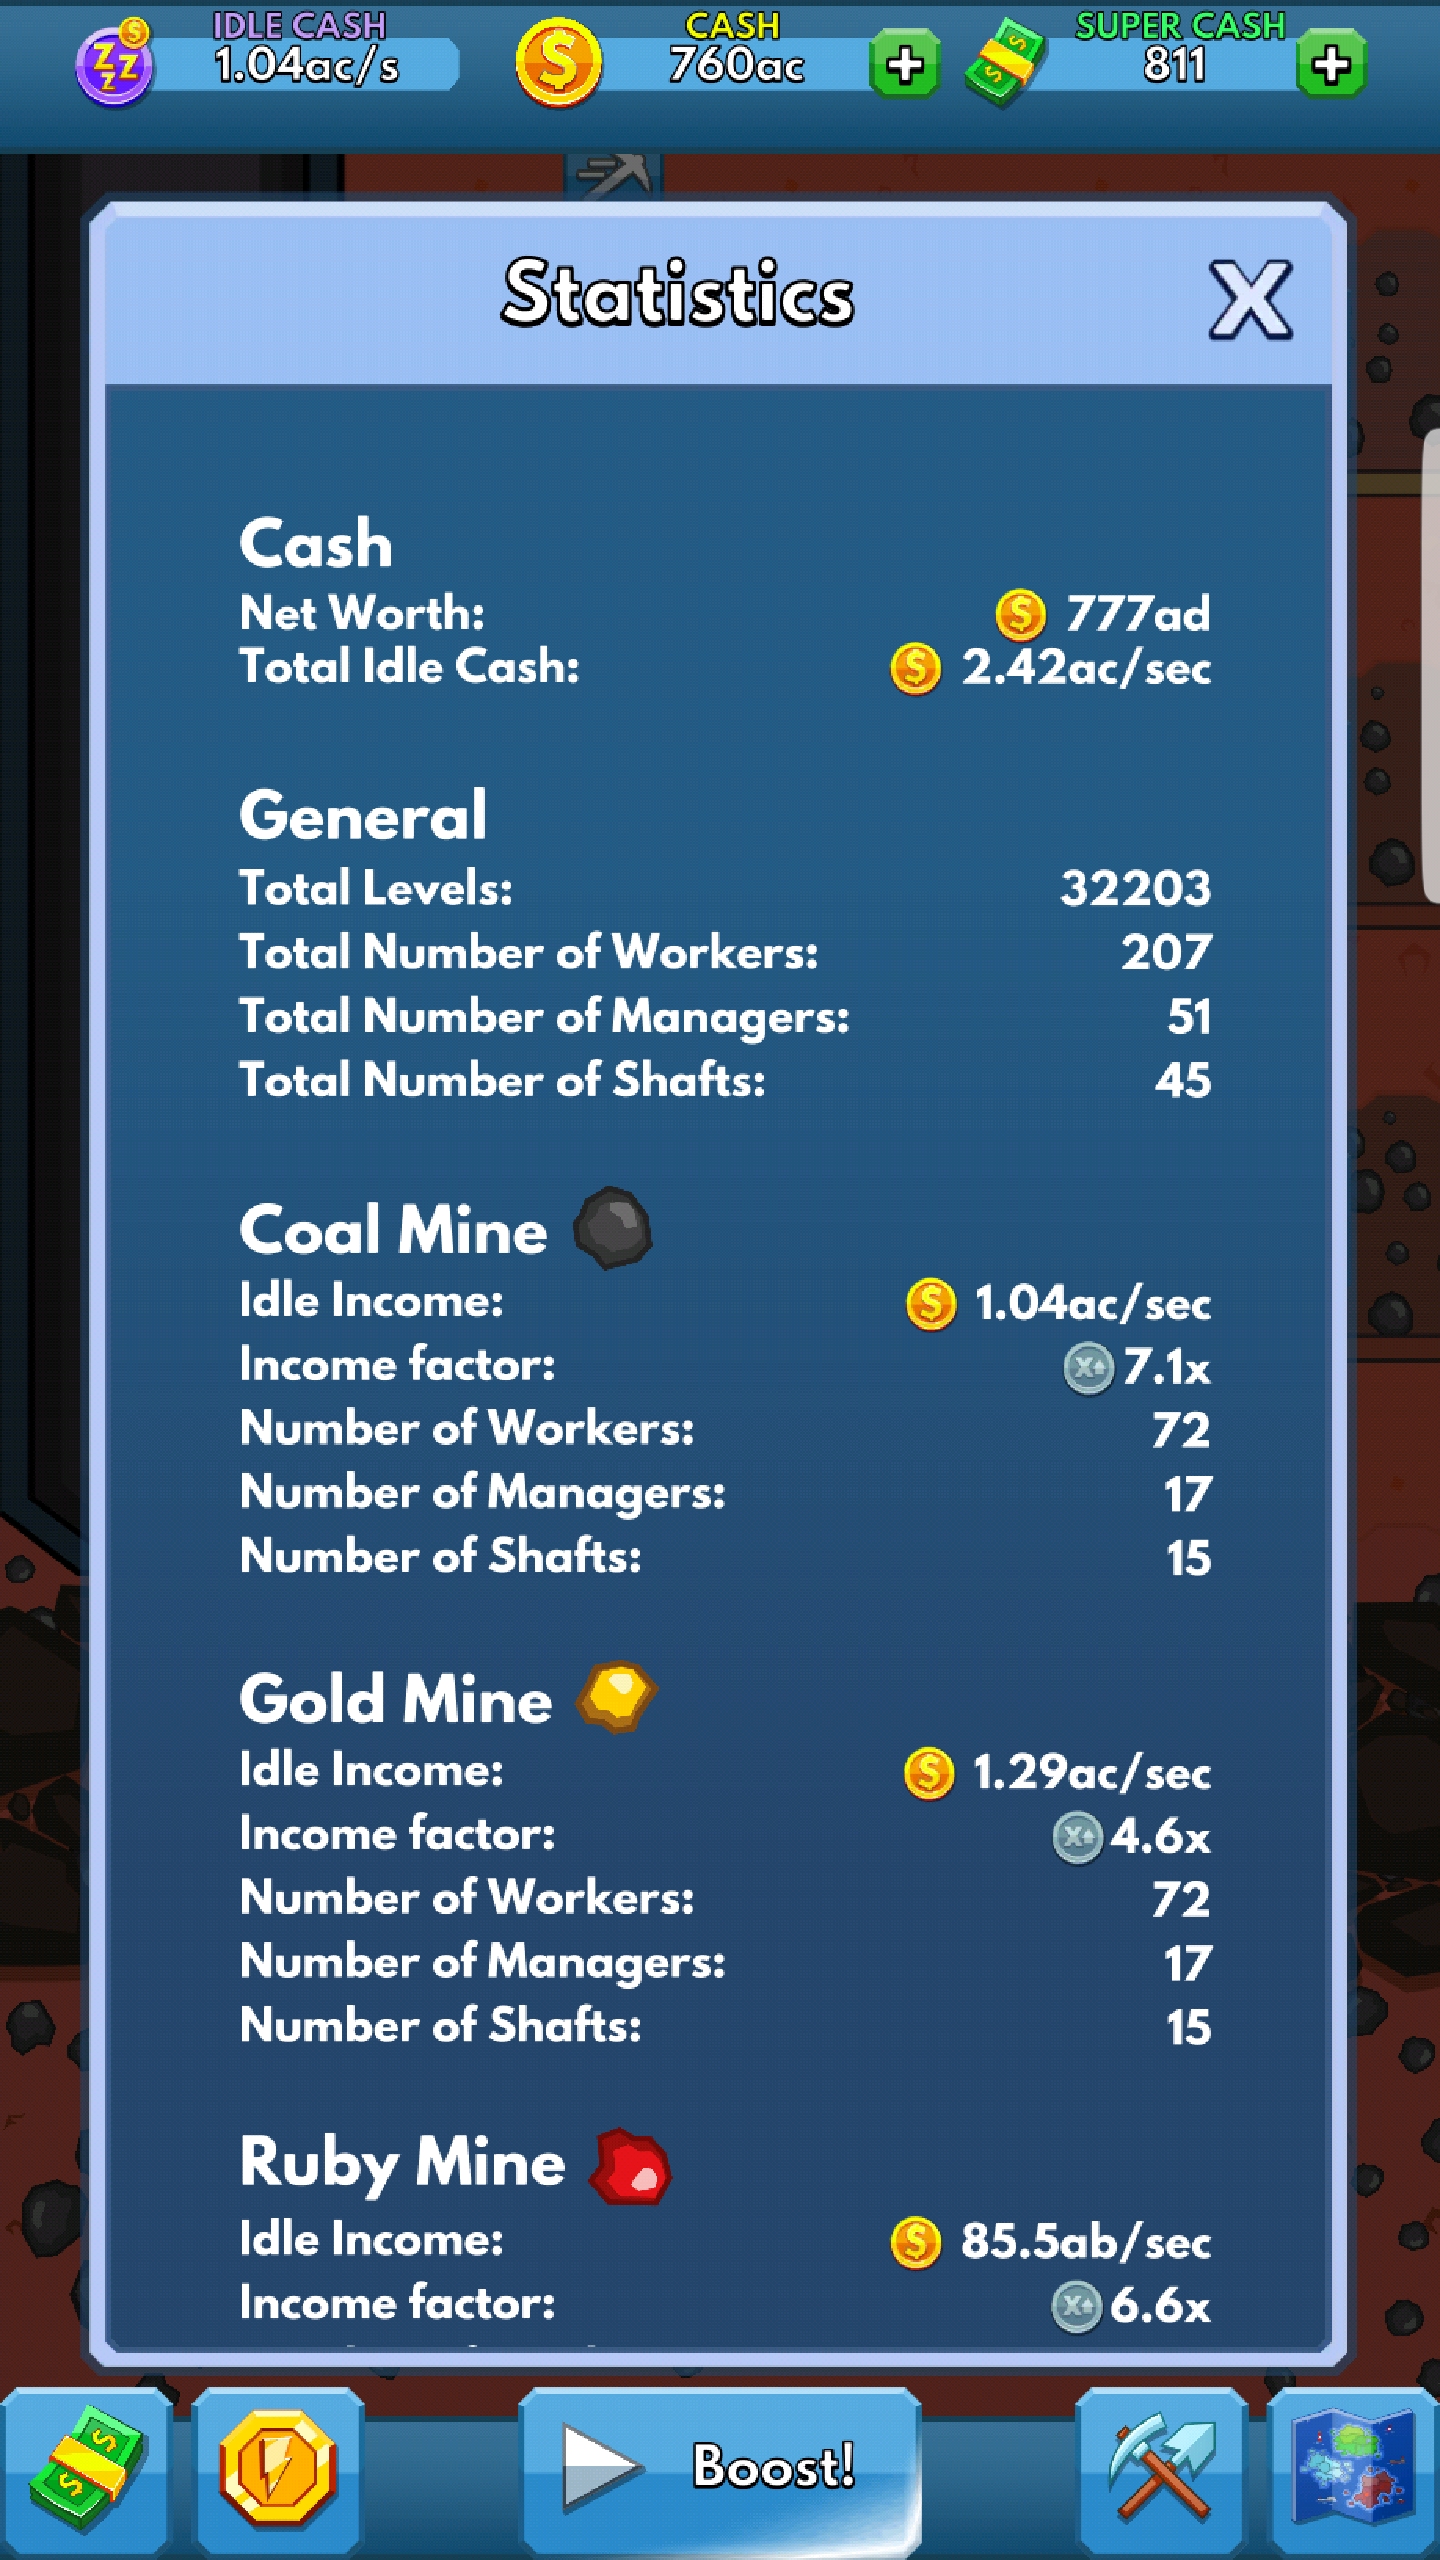 IDLE CASH
1.04ac/s
CASH
760ac
SUPER CASH
811
Statistics
X
Cash
Net Worth: 777ad
Total Idle Cash: 2.42ac/sec
General
Total Levels: 32203
Total Number of Workers: 207
Total Number of Managers: 51
Total Number of Shafts: 45
Coal Mine
Idle Income: 1.04ac/sec
Income factor: 7.1x
Number of Workers: 72
Number of Managers: 17
Number of Shafts: 15
Gold Mine
Idle Income: 1.29ac/sec
Income factor: 4.6x
Number of Workers: 72
Number of Managers: 17
Number of Shafts: 15
Ruby Mine
Idle Income: 85.5ab/sec
Income factor: 6.6x
Boost!